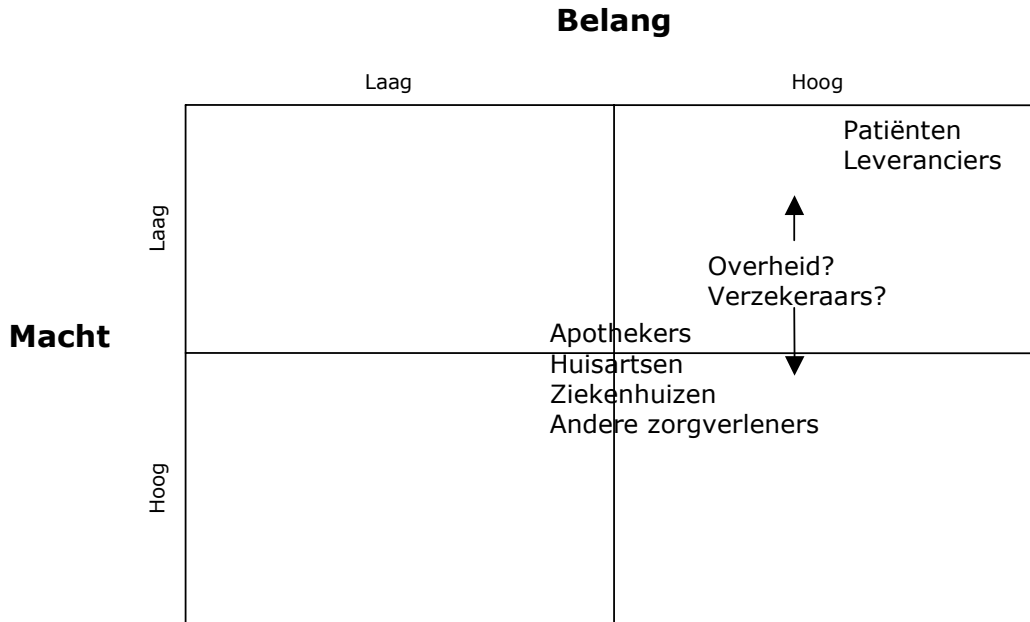 Belang
Laag
Hoog
Patiënten
Leveranciers
Laag
Overheid?
Verzekeraars?
Macht
Apothekers
Huisartsen
Ziekenhuizen
Andere zorgverleners
Hoog